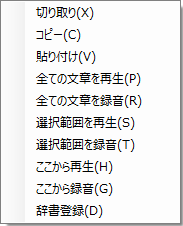 切り取り(X)
コピー(C)
貼り付け(V)
全ての文章を再生(P)
全ての文章を録音(R)
選択範囲を再生(S)
選択範囲を録音(T)
ここから再生(H)
ここから録音(G)
辞書登録(D)